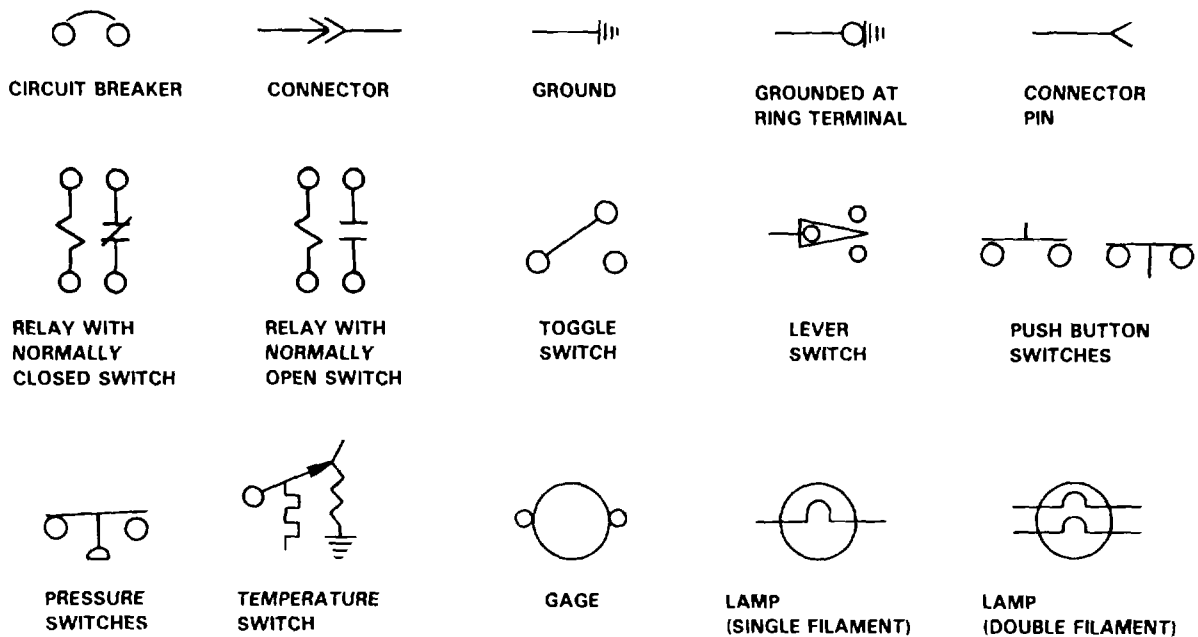 CIRCUIT BREAKER
CONNECTOR
GROUND
GROUNDED AT
RING TERMINAL
CONNECTOR
PIN
RELAY WITH
NORMALLY
CLOSED SWITCH
RELAY WITH
NORMALLY
OPEN SWITCH
TOGGLE
SWITCH
LEVER
SWITCH
PUSH BUTTON
SWITCHES
PRESSURE
SWITCHES
TEMPERATURE
SWITCH
GAGE
LAMP
(SINGLE FILAMENT)
LAMP
(DOUBLE FILAMENT)